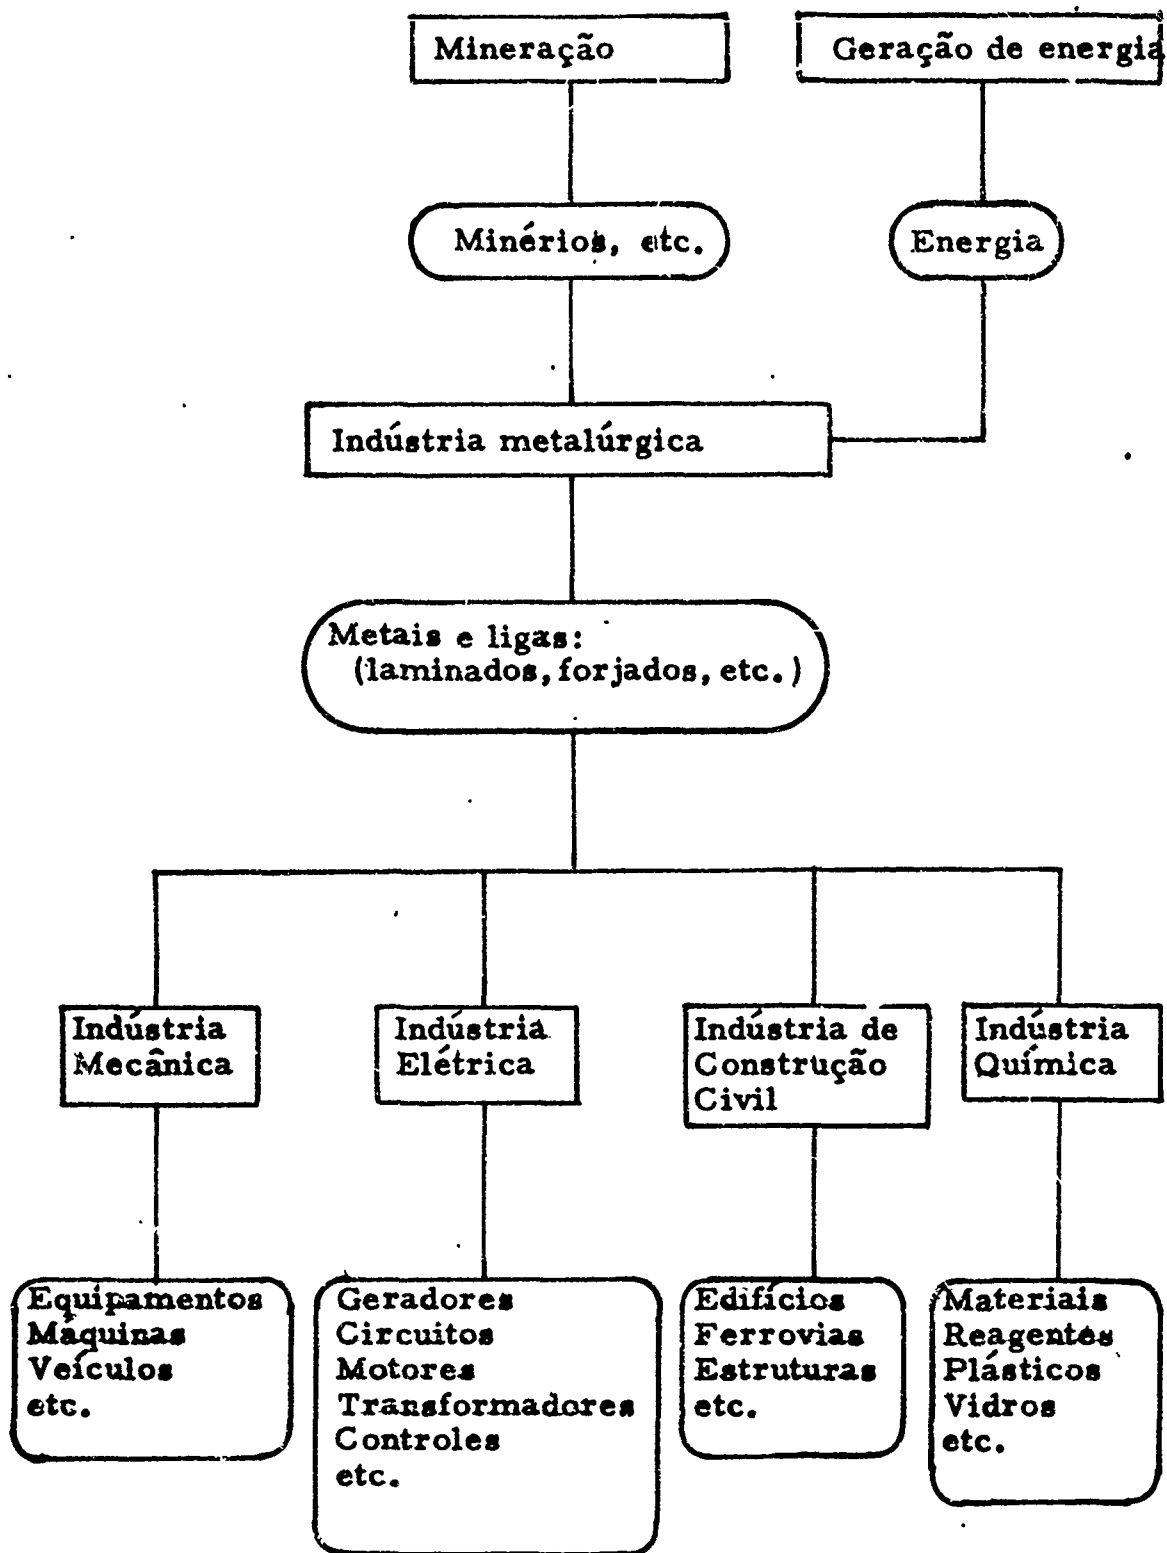 Mineração
Geração de energia
Minérios, etc.
Energia
Indústria metalúrgica
Metais e ligas:
(laminados, forjados, etc.)
Indústria
Mecânica
Indústria
Elétrica
Indústria de
Construção
Civil
Indústria
Química
Equipamentos
Máquinas
Veículos
etc.
Geradores
Circuitos
Motores
Transformadores
Controles
etc.
Edifícios
Ferrovias
Estruturas
etc.
Materiais
Reagentes
Plásticos
Vidros
etc.